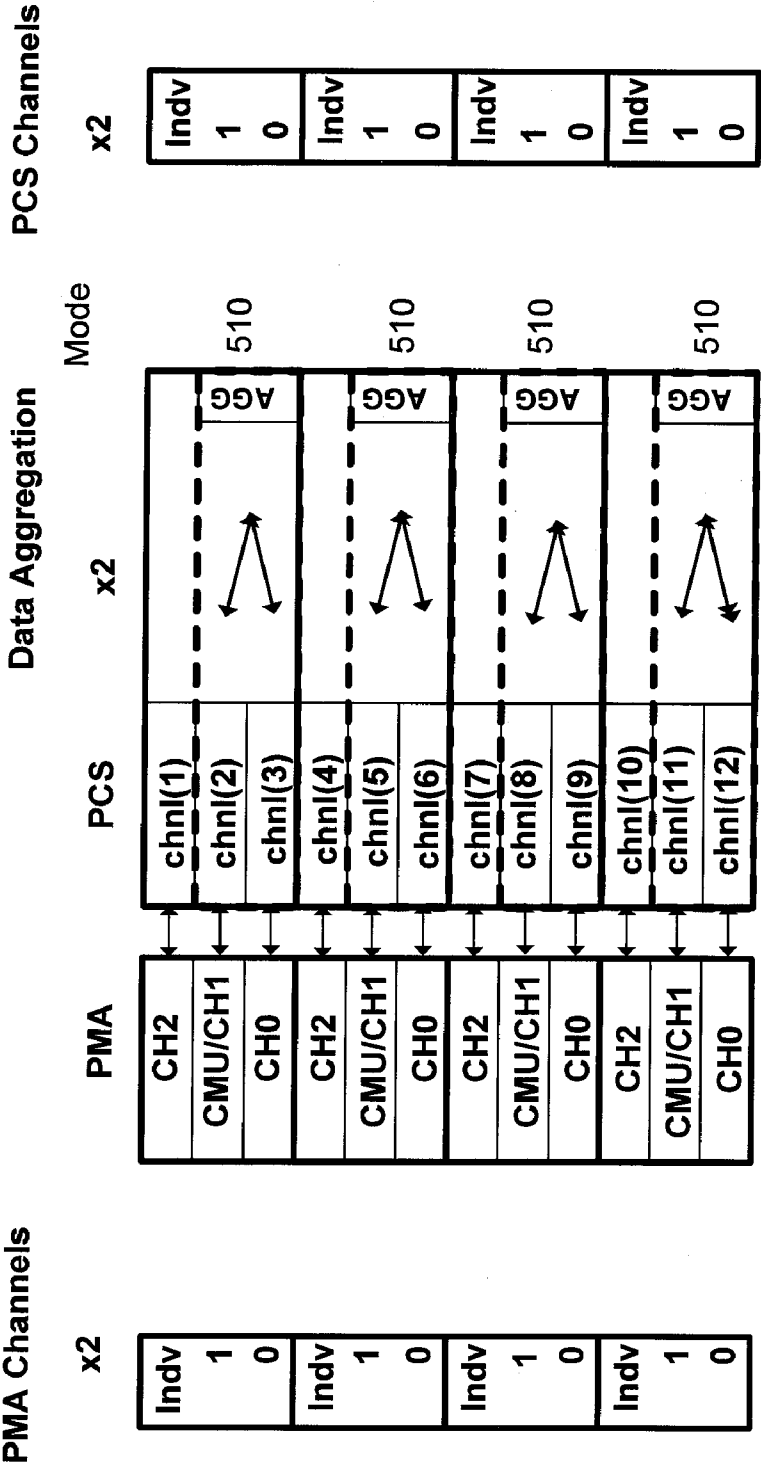 PMA Channels
x2
Indv
1
0
Indv
1
0
Indv
1
0
Indv
1
0
PMA
CH2
CMU/CH1
CH0
CH2
CMU/CH1
CH0
CH2
CMU/CH1
CH0
CH2
CMU/CH1
CH0
Data Aggregation
PCS
x2
Mode
chnl(1)
chnl(2)
chnl(3)
AGG
510
chnl(4)
chnl(5)
chnl(6)
AGG
510
chnl(7)
chnl(8)
chnl(9)
AGG
510
chnl(10)
chnl(11)
chnl(12)
AGG
510
PCS Channels
x2
Indv
1
0
Indv
1
0
Indv
1
0
Indv
1
0